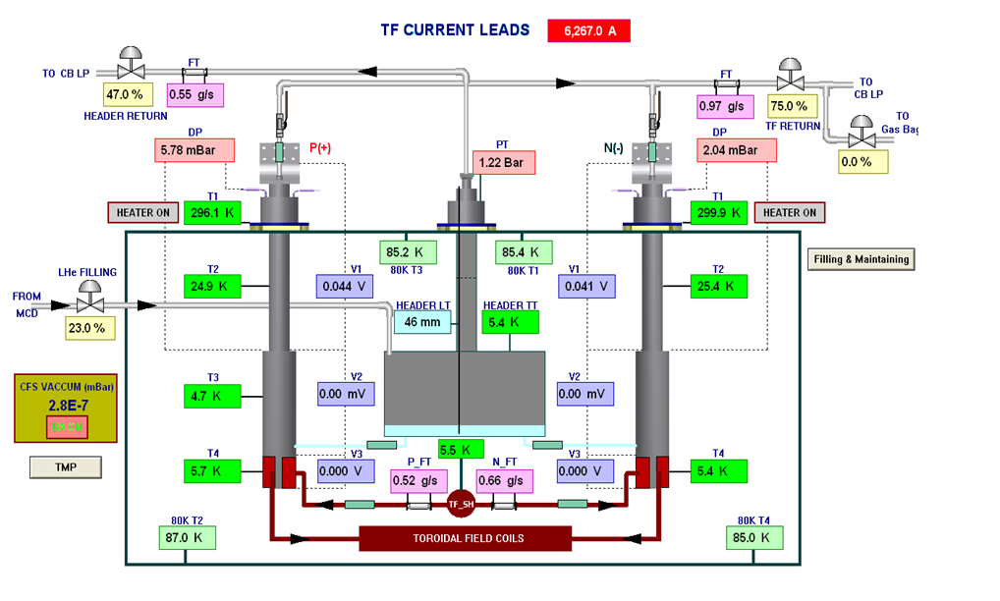 TF CURRENT LEADS
6,267.0 A
TO CB LP
FT
47.0 %
0.55 g/s
HEADER RETURN
FT
0.97 g/s
75.0 %
TF RETURN
TO
CB LP
TO
Gas Bag
0.0 %
DP
5.78 mBar
P(+)
PT
1.22 Bar
N(-)
DP
2.04 mBar
HEATER ON
T1
296.1 K
T1
299.9 K
HEATER ON
85.2 K
80K T3
85.4 K
80K T1
Filling & Maintaining
LHe FILLING
FROM
MCD
23.0 %
T2
24.9 K
V1
0.044 V
HEADER LT
46 mm
HEADER TT
5.4 K
V1
0.041 V
T2
25.4 K
CFS VACCUM (mBar)
2.8E-7
T3
4.7 K
V2
0.00 mV
V2
0.00 mV
TMP
T4
5.7 K
V3
0.000 V
5.5 K
P_FT
0.52 g/s
N_FT
0.66 g/s
V3
0.000 V
T4
5.4 K
TF_SH
TOROIDAL FIELD COILS
80K T2
87.0 K
80K T4
85.0 K